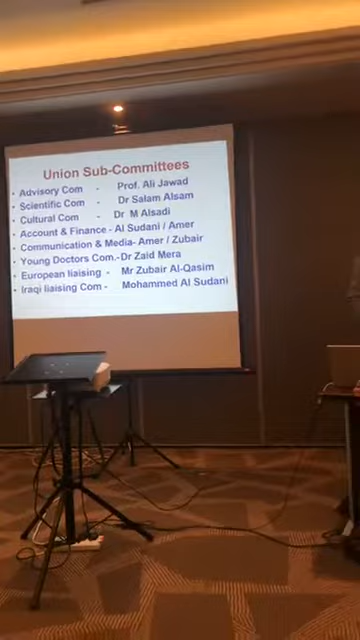 Union Sub-Committees
• Advisory Com - Prof. Ali Jawad
• Scientific Com - Dr Salam Alsam
• Cultural Com - Dr M Alsadi
• Account & Finance - Al Sudani / Amer
• Communication & Media- Amer / Zubair
• Young Doctors Com.-Dr Zaid Mera
• European liaising - Mr Zubair Al-Qasim
• Iraqi liaising Com - Mohammed Al Sudani